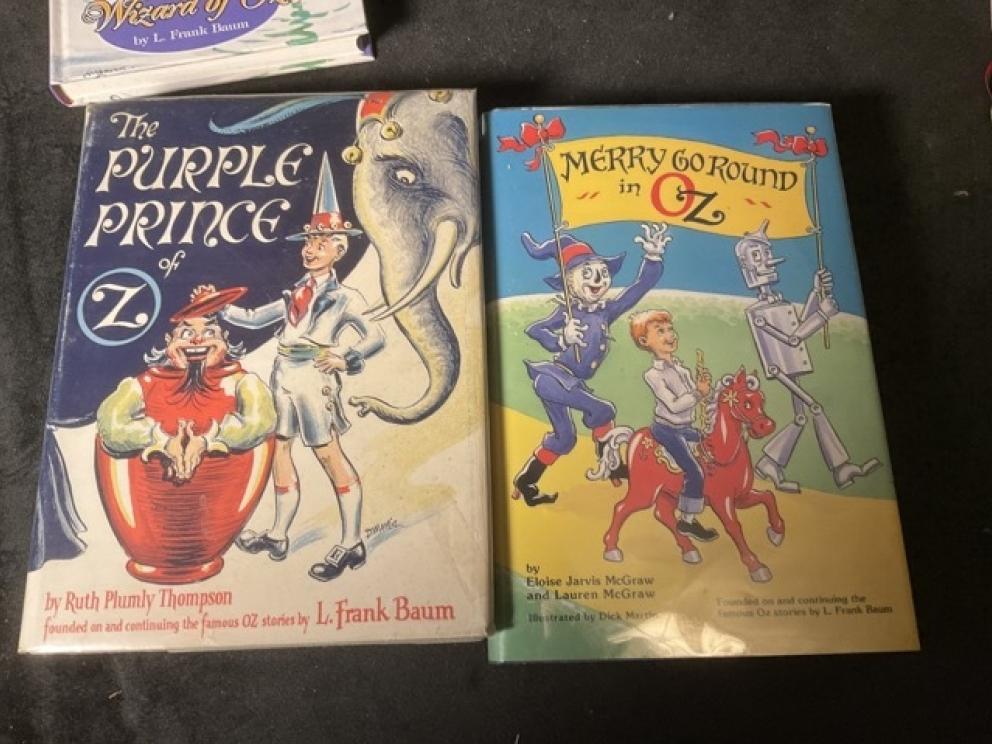 Wizard of Oz
by L. Frank Baum
The
PURPLE
PRINCE
of
OZ
by Ruth Plumly Thompson
founded on and continuing the famous OZ stories by L. Frank Baum
MERRY GO ROUND
in OZ
by
Eloise Jarvis McGraw
and Lauren McGraw
Illustrated by Dick Martin
Founded on and continuing the
famous Oz stories by L. Frank Baum